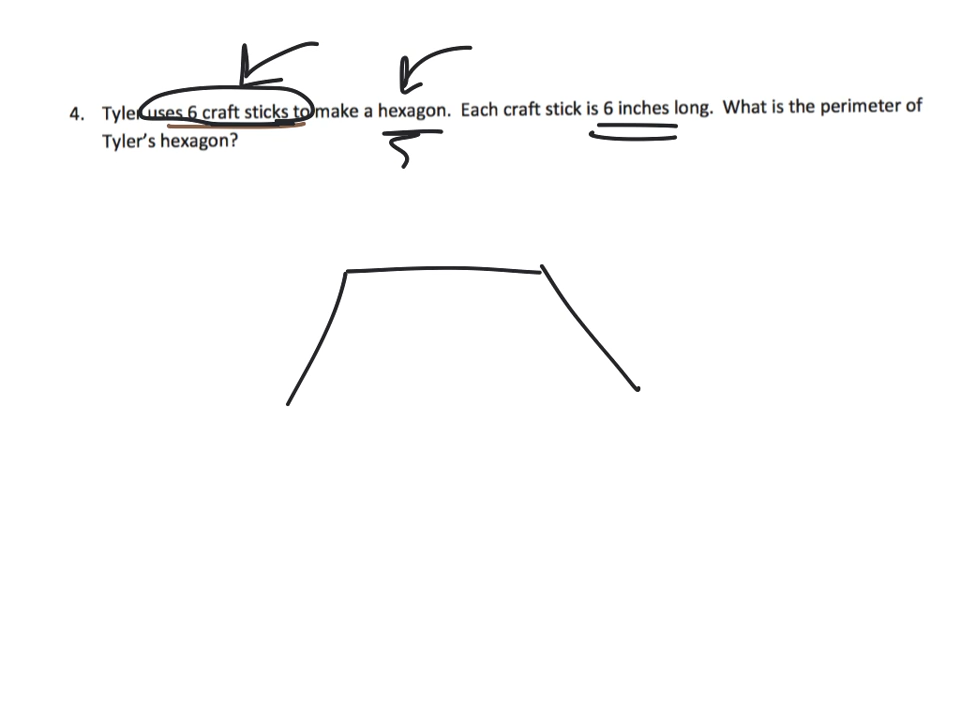 4. Tyler uses 6 craft sticks to make a hexagon. Each craft stick is 6 inches long. What is the perimeter of
Tyler's hexagon?